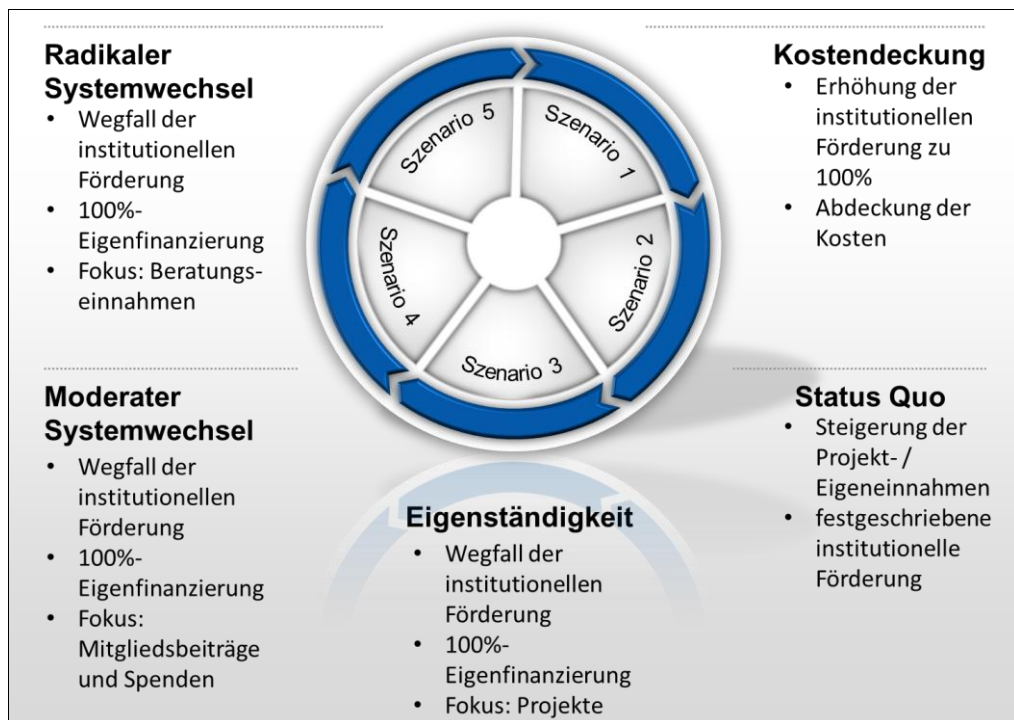 Radikaler
Systemwechsel
• Wegfall der
institutionellen
Förderung
• 100%-
Eigenfinanzierung
• Fokus: Beratungs-
einnahmen
Szenario 5
Szenario 1
Szenario 4
Szenario 2
Szenario 3
Kostendeckung
• Erhöhung der
institutionellen
Förderung zu
100%
• Abdeckung der
Kosten
Moderater
Systemwechsel
• Wegfall der
institutionellen
Förderung
• 100%-
Eigenfinanzierung
• Fokus:
Mitgliedsbeiträge
und Spenden
Eigenständigkeit
• Wegfall der
institutionellen
Förderung
• 100%-
Eigenfinanzierung
• Fokus: Projekte
Status Quo
• Steigerung der
Projekt- /
Eigeneinnahmen
• festgeschriebene
institutionelle
Förderung